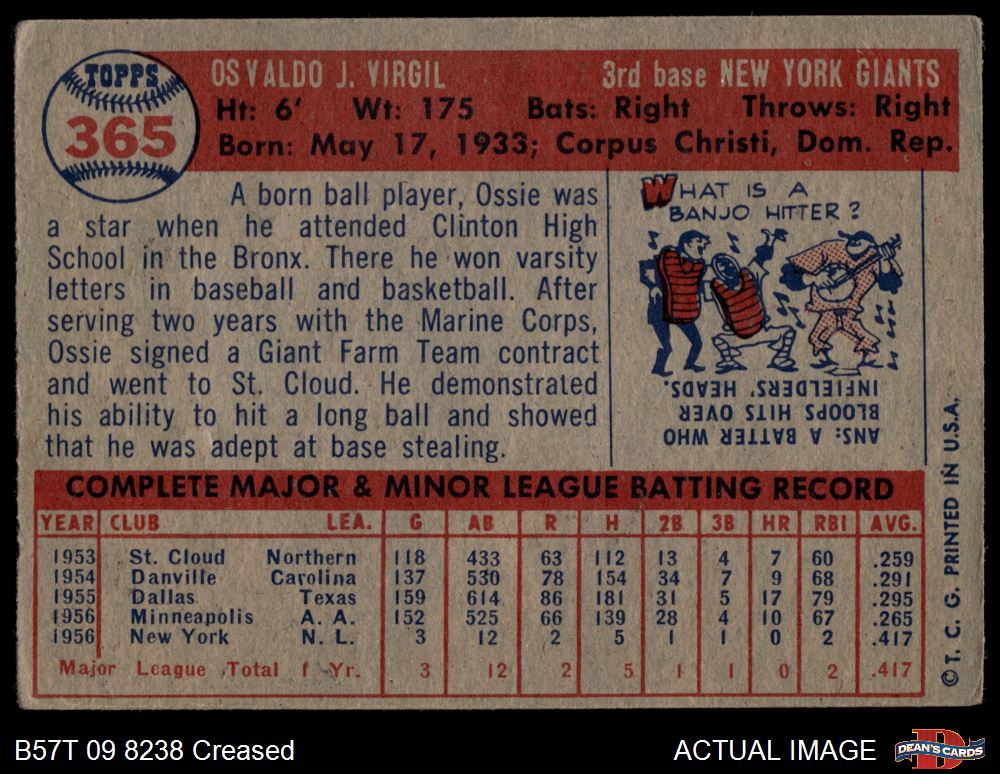 TOPPS
365
OSVALDO J. VIRGIL 3rd base NEW YORK GIANTS
Ht: 6' Wt: 175 Bats: Right Throws: Right
Born: May 17, 1933; Corpus Christi, Dom. Rep.
A born ball player, Ossie was
a star when he attended Clinton High
School in the Bronx. There he won varsity
letters in baseball and basketball. After
serving two years with the Marine Corps,
Ossie signed a Giant Farm Team contract
and went to St. Cloud. He demonstrated
his ability to hit a long ball and showed
that he was adept at base stealing.
WHAT IS A
BANJO HITTER?
ANS: A BATTER WHO
BLOOPS HITS OVER
INFIELDERS' HEADS.
COMPLETE MAJOR & MINOR LEAGUE BATTING RECORD
YEAR CLUB LEA. G AB R H 2B 3B HR RBI AVG.
1953 St. Cloud Northern 118 433 63 112 13 4 7 60 .259
1954 Danville Carolina 137 530 78 154 34 7 9 68 .291
1955 Dallas Texas 159 614 86 181 31 5 17 79 .295
1956 Minneapolis A. A. 152 525 66 139 28 4 10 67 .265
1956 New York N. L. 3 12 2 5 1 1 0 2 .417
Major League Total 1 Yr. 3 12 2 5 1 1 0 2 .417
© T. C. G. PRINTED IN U.S.A.
B57T 09 8238 Creased
ACTUAL IMAGE
DEAN'S CARDS